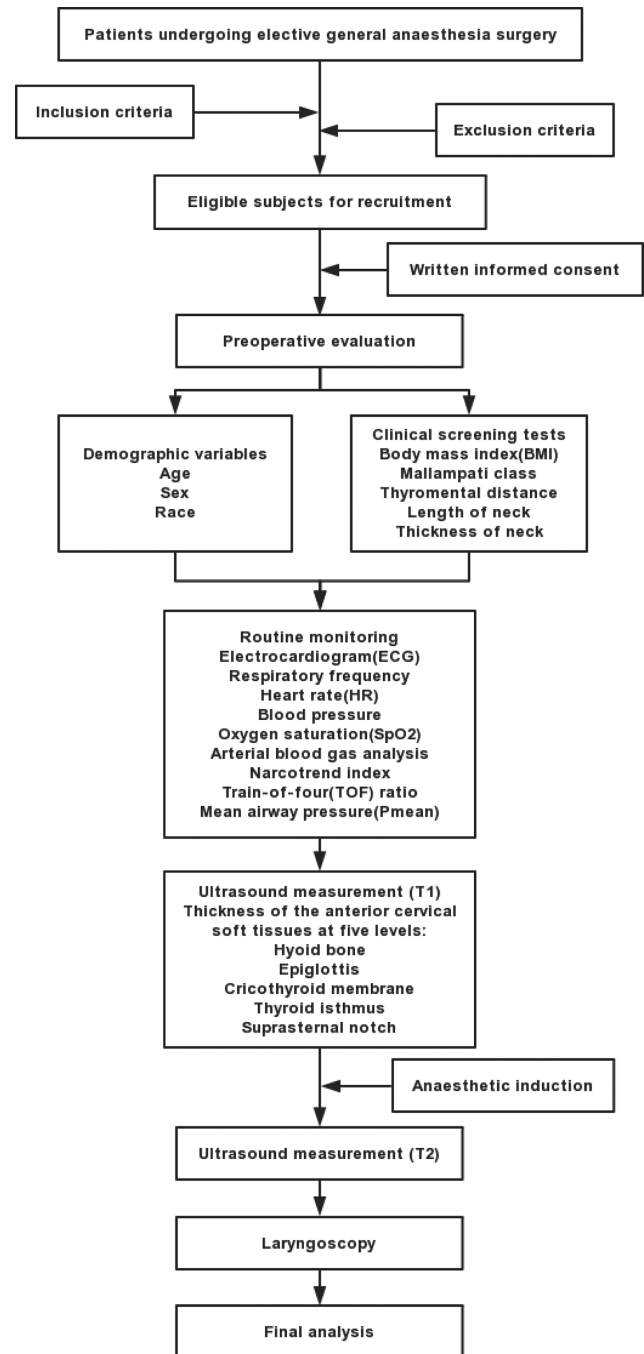 Patients undergoing elective general anaesthesia surgery
Inclusion criteria
Exclusion criteria
Eligible subjects for recruitment
Written informed consent
Preoperative evaluation
Demographic variables
Age
Sex
Race
Clinical screening tests
Body mass index(BMI)
Mallampati class
Thyromental distance
Length of neck
Thickness of neck
Routine monitoring
Electrocardiogram(ECG)
Respiratory frequency
Heart rate(HR)
Blood pressure
Oxygen saturation(SpO2)
Arterial blood gas analysis
Narcotrend index
Train-of-four(TOF) ratio
Mean airway pressure(Pmean)
Ultrasound measurement (T1)
Thickness of the anterior cervical
soft tissues at five levels:
Hyoid bone
Epiglottis
Cricothyroid membrane
Thyroid isthmus
Suprasternal notch
Anaesthetic induction
Ultrasound measurement (T2)
Laryngoscopy
Final analysis